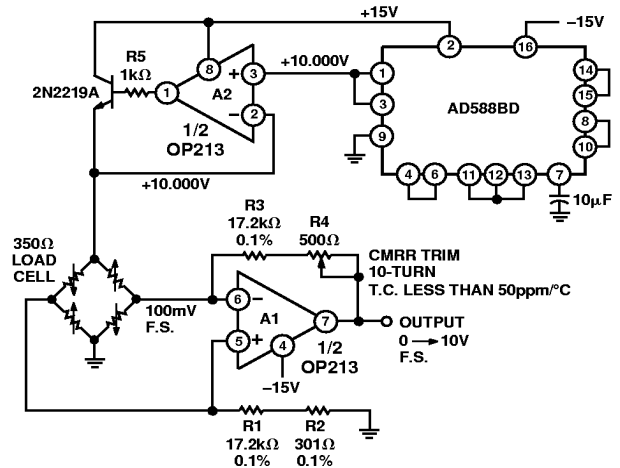 +15V
-15V
R5
1kΩ
2N2219A
1
8
A2
+
3
−
2
+10.000V
1/2
OP213
+10.000V
2
16
1
3
9
14
15
8
10
AD588BD
4
6
11
12
13
7
10µF
350Ω
LOAD
CELL
R3
17.2kΩ
0.1%
R4
500Ω
CMRR TRIM
10-TURN
T.C. LESS THAN 50ppm/°C
100mV
F.S.
6
−
A1
7
5
+
4
-15V
1/2
OP213
OUTPUT
0 → 10V
F.S.
R1
17.2kΩ
0.1%
R2
301Ω
0.1%